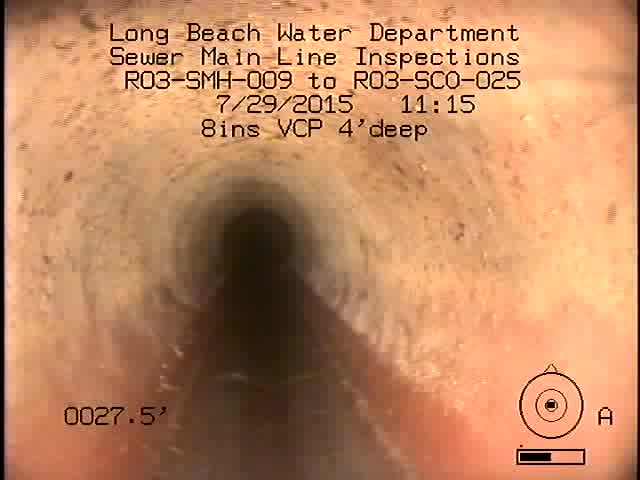 Long Beach Water Department
Sewer Main Line Inspections
R03-SMH-009 to R03-SCO-025
7/29/2015 11:15
8ins VCP 4'deep
0027.5'
A